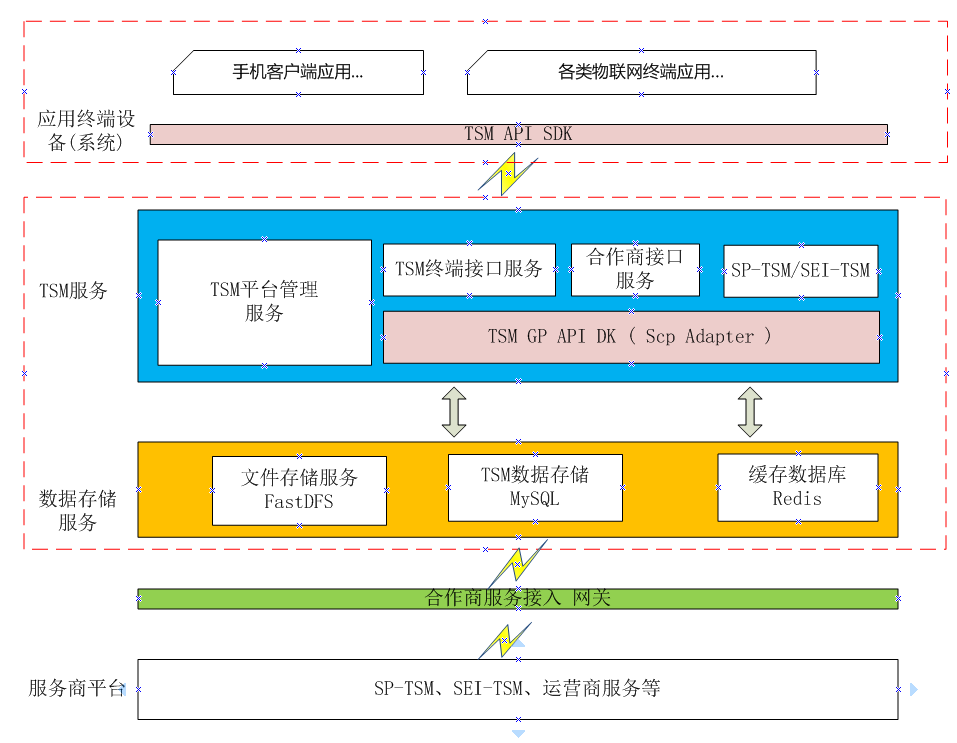 手机客户端应用...
各类物联网终端应用...
应用终端设
备(系统)
TSM API SDK
TSM服务
TSM平台管理
服务
TSM终端接口服务
合作商接口
服务
SP-TSM/SEI-TSM
TSM GP API DK ( Scp Adapter )
数据存储
服务
文件存储服务
FastDFS
TSM数据存储
MySQL
缓存数据库
Redis
合作商服务接入 网关
服务商平台
SP-TSM、SEI-TSM、运营商服务等